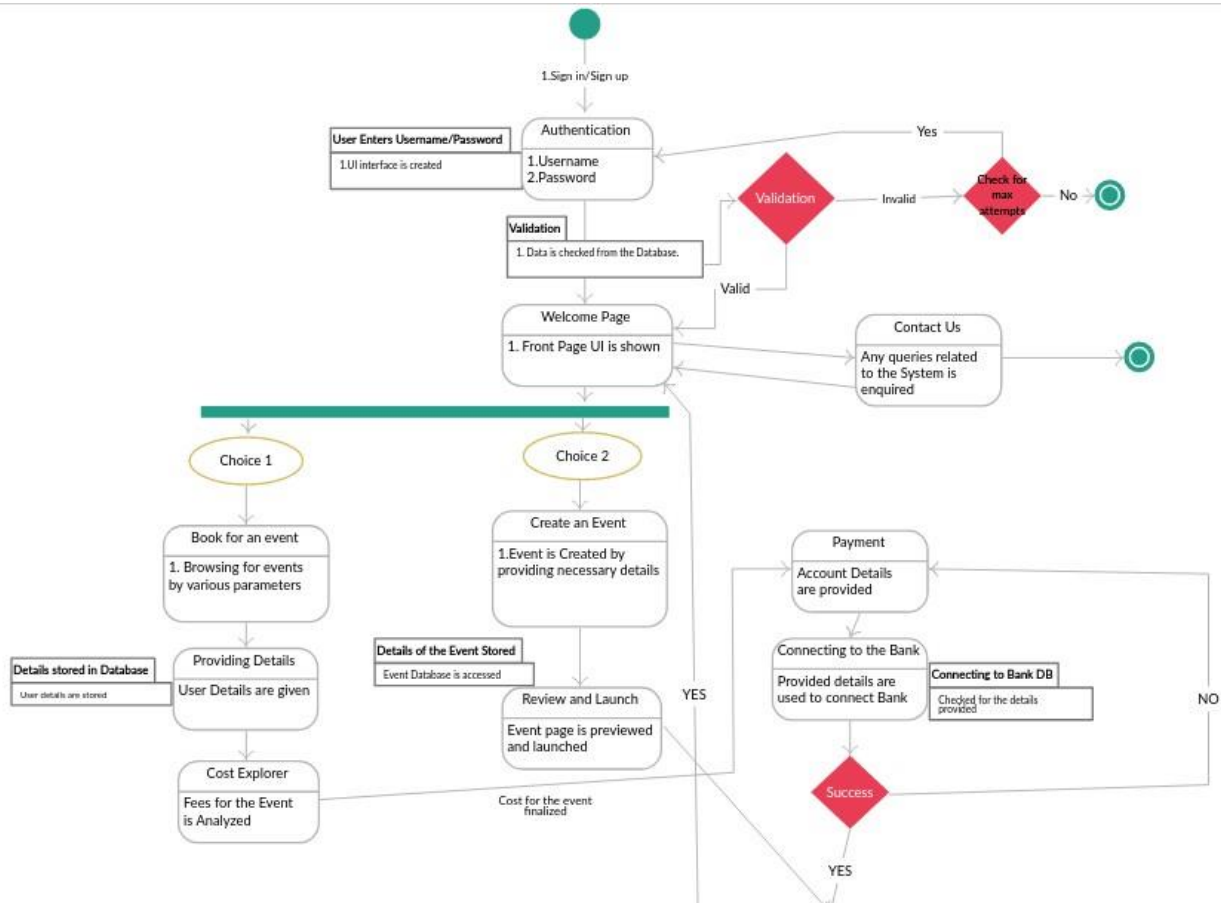 1.Sign in/Sign up
Authentication
1.Username
2.Password
User Enters Username/Password
1.UI interface is created
Yes
Check for
max
attempts
No
Validation
Invalid
Validation
1. Data is checked from the Database.
Valid
Welcome Page
1. Front Page UI is shown
Contact Us
Any queries related
to the System is
enquired
Choice 1
Choice 2
Book for an event
1. Browsing for events
by various parameters
Create an Event
1.Event is Created by
providing necessary details
Payment
Account Details
are provided
Details stored in Database
User details are stored
Providing Details
User Details are given
Details of the Event Stored
Event Database is accessed
Review and Launch
Event page is previewed
and launched
YES
Connecting to the Bank
Provided details are
used to connect Bank
Connecting to Bank DB
Checked for the details
provided
NO
Cost Explorer
Fees for the Event
is Analyzed
Cost for the event
finalized
Success
YES